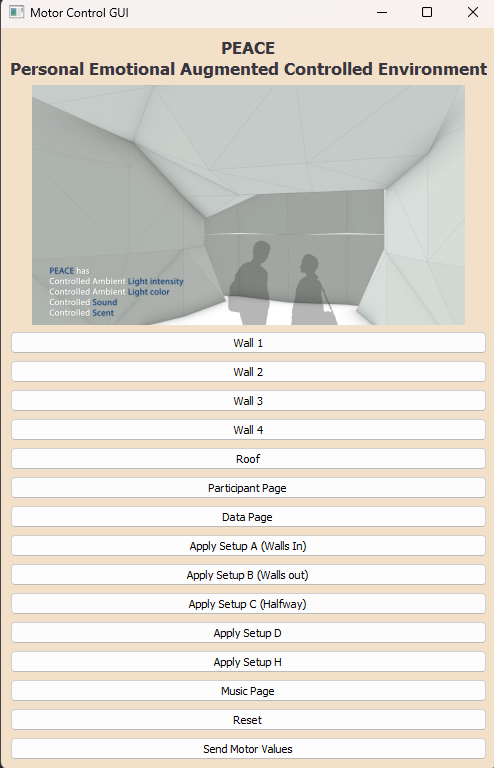 Motor Control GUI
PEACE
Personal Emotional Augmented Controlled Environment
PEACE has
Controlled Ambient Light intensity
Controlled Ambient Light color
Controlled Sound
Controlled Scent
Wall 1
Wall 2
Wall 3
Wall 4
Roof
Participant Page
Data Page
Apply Setup A (Walls In)
Apply Setup B (Walls out)
Apply Setup C (Halfway)
Apply Setup D
Apply Setup H
Music Page
Reset
Send Motor Values